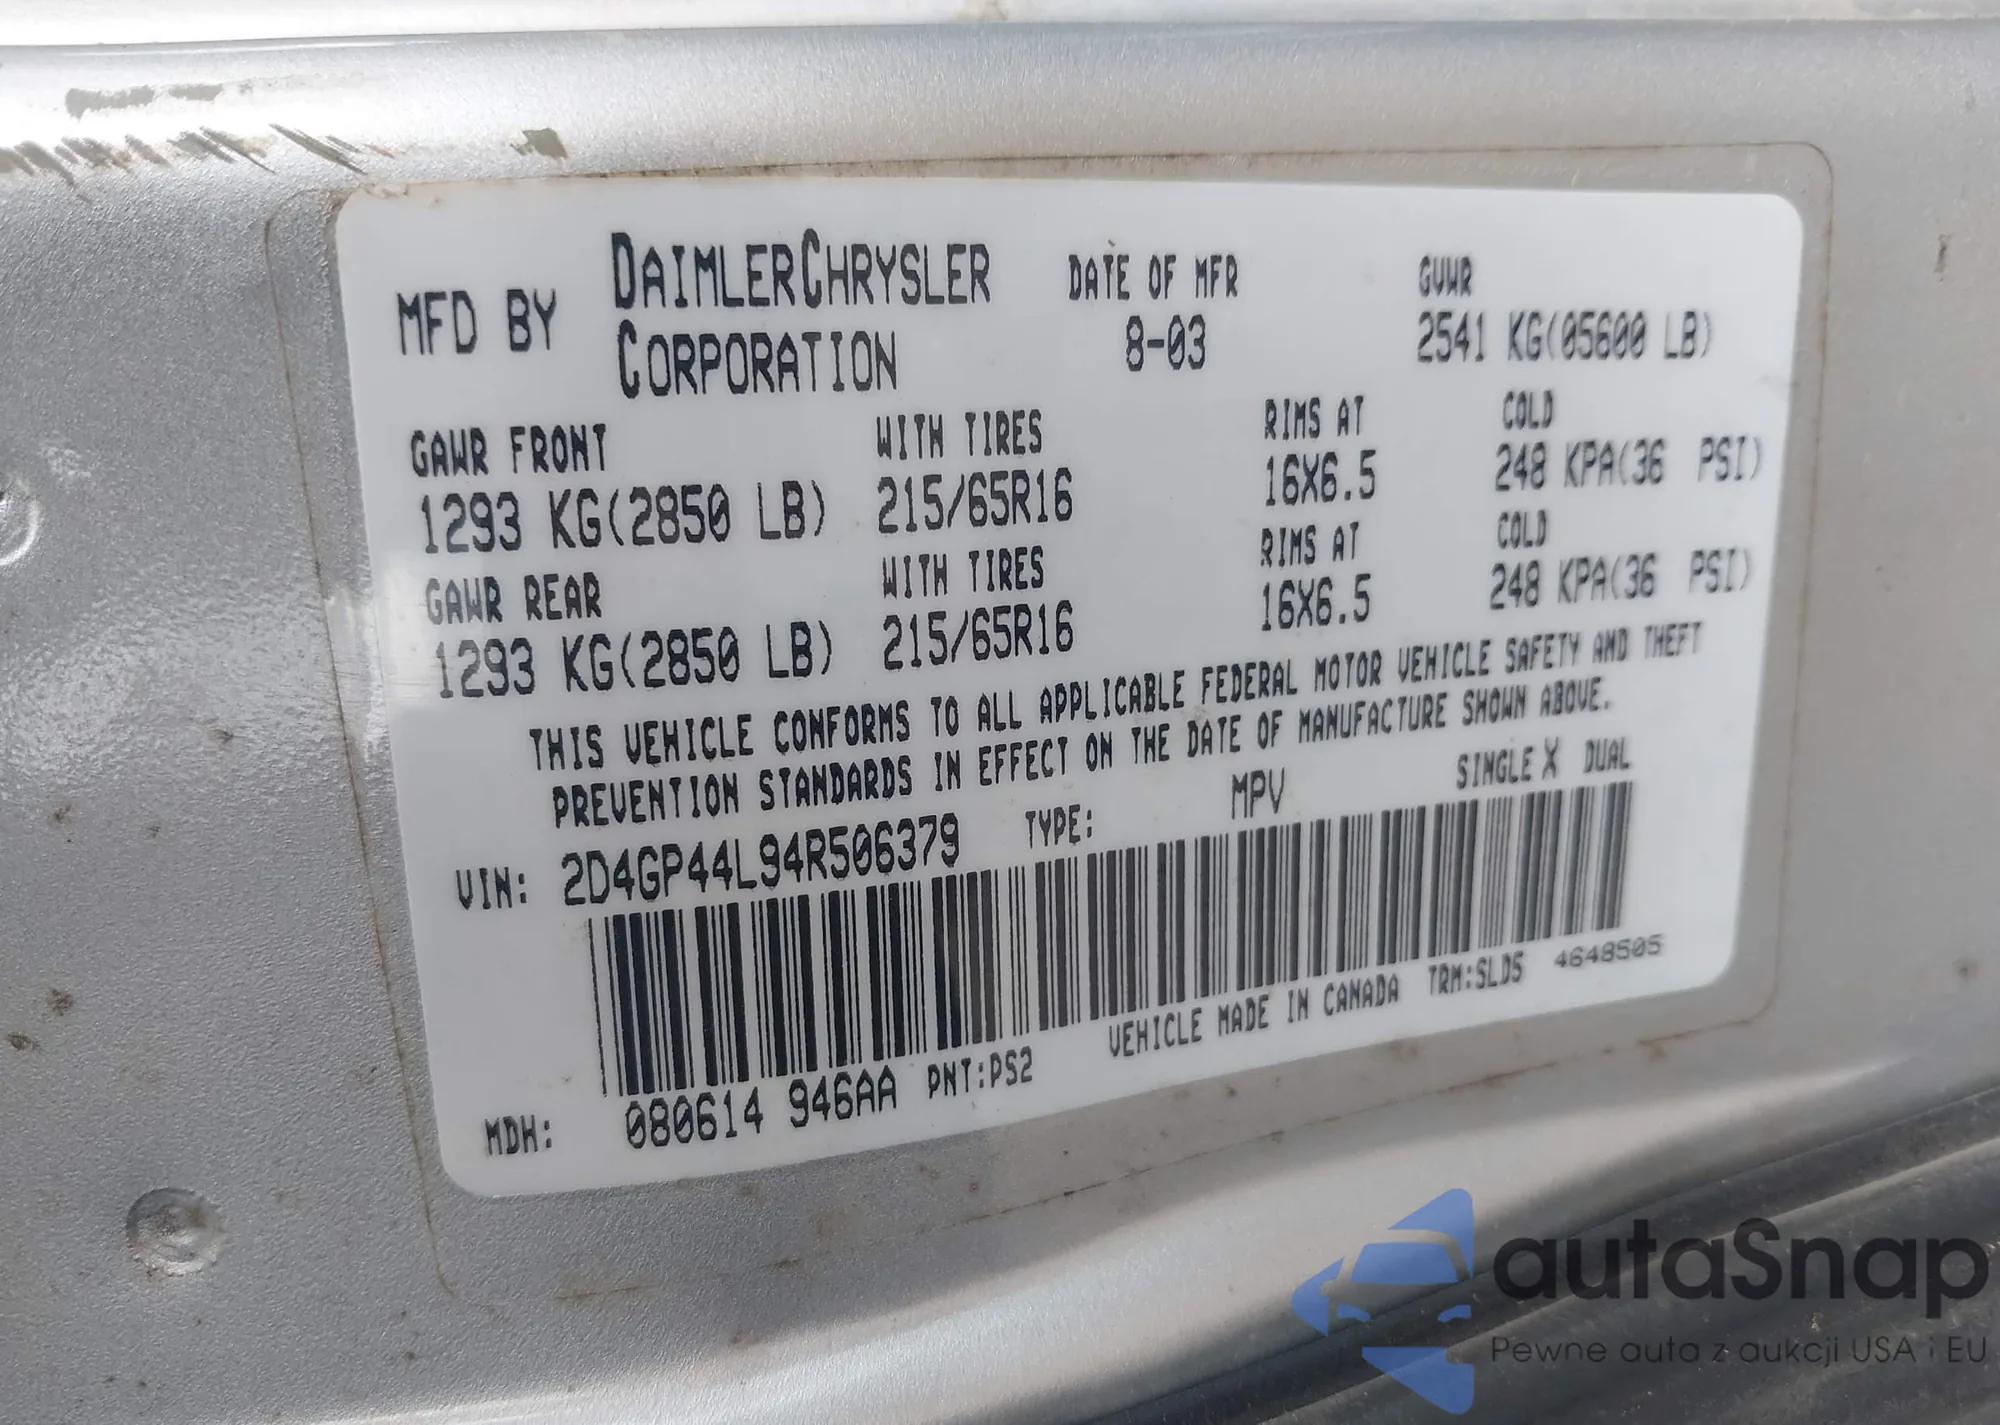 MFD BY DAIMLERCHRYSLER CORPORATION
DATE OF MFR
8-03
GVWR
2541 KG(05600 LB)
GAWR FRONT WITH TIRES RIMS AT COLD
1293 KG(2850 LB) 215/65R16 16X6.5 248 KPA(36 PSI)
GAWR REAR WITH TIRES RIMS AT COLD
1293 KG(2850 LB) 215/65R16 16X6.5 248 KPA(36 PSI)
THIS VEHICLE CONFORMS TO ALL APPLICABLE FEDERAL MOTOR VEHICLE SAFETY AND THEFT
PREVENTION STANDARDS IN EFFECT ON THE DATE OF MANUFACTURE SHOWN ABOVE.
VIN: 2D4GP44L94R506379 TYPE: MPV SINGLE X DUAL
MDH: 080614 946AA PNT:PS2 VEHICLE MADE IN CANADA TRM:SLD5 4648505
autaSnap
Pewne auta z aukcji USA i EU